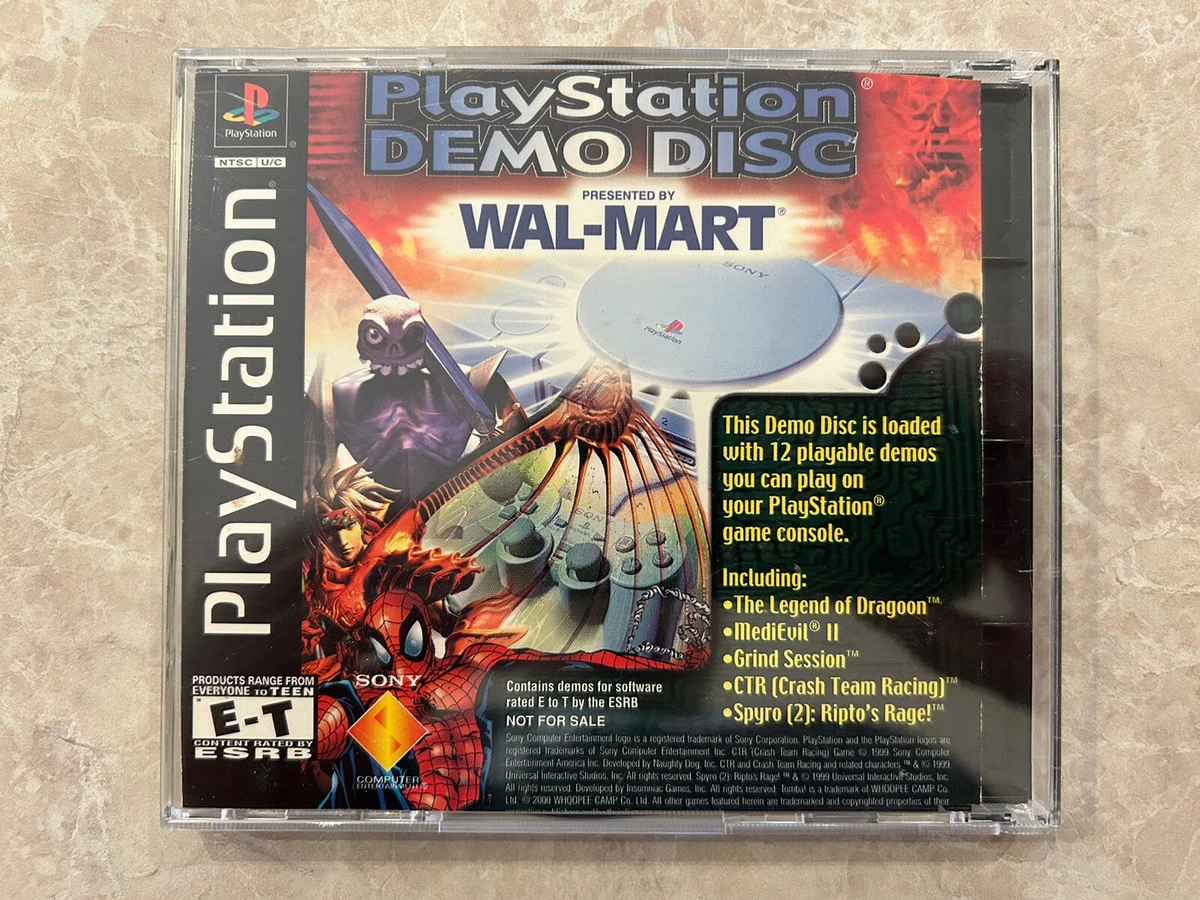 PlayStation®
DEMO DISC
PRESENTED BY
WAL-MART®
PlayStation
®
NTSC U/C
PlayStation®
SONY
PlayStation
2
SONY
This Demo Disc is loaded
with 12 playable demos
you can play on
your PlayStation®
game console.
Including:
•The Legend of Dragoon™
•MediEvil® II
•Grind Session™
•CTR (Crash Team Racing)™
•Spyro (2): Ripto's Rage!™
PRODUCTS RANGE FROM
EVERYONE TO TEEN
E-T
CONTENT RATED BY
ESRB
SONY
COMPUTER
ENTERTAINMENT®
Contains demos for software
rated E to T by the ESRB
NOT FOR SALE
Sony Computer Entertainment logo is a registered trademark of Sony Corporation. PlayStation and the PlayStation logos are
registered trademarks of Sony Computer Entertainment Inc. CTR (Crash Team Racing) Game © 1999 Sony Computer
Entertainment America Inc. Developed by Naughty Dog, Inc. CTR and Crash Team Racing and related characters ™ & © 1999
Universal Interactive Studios, Inc. All rights reserved. Spyro (2): Ripto's Rage! ™ & © 1999 Universal Interactive Studios, Inc.
All rights reserved. Developed by Insomniac Games, Inc. All rights reserved. Tomba! is a trademark of WHOOPEE CAMP Co.
Ltd. © 2000 WHOOPEE CAMP Co. Ltd. All other games featured herein are trademarked and copyrighted properties of their